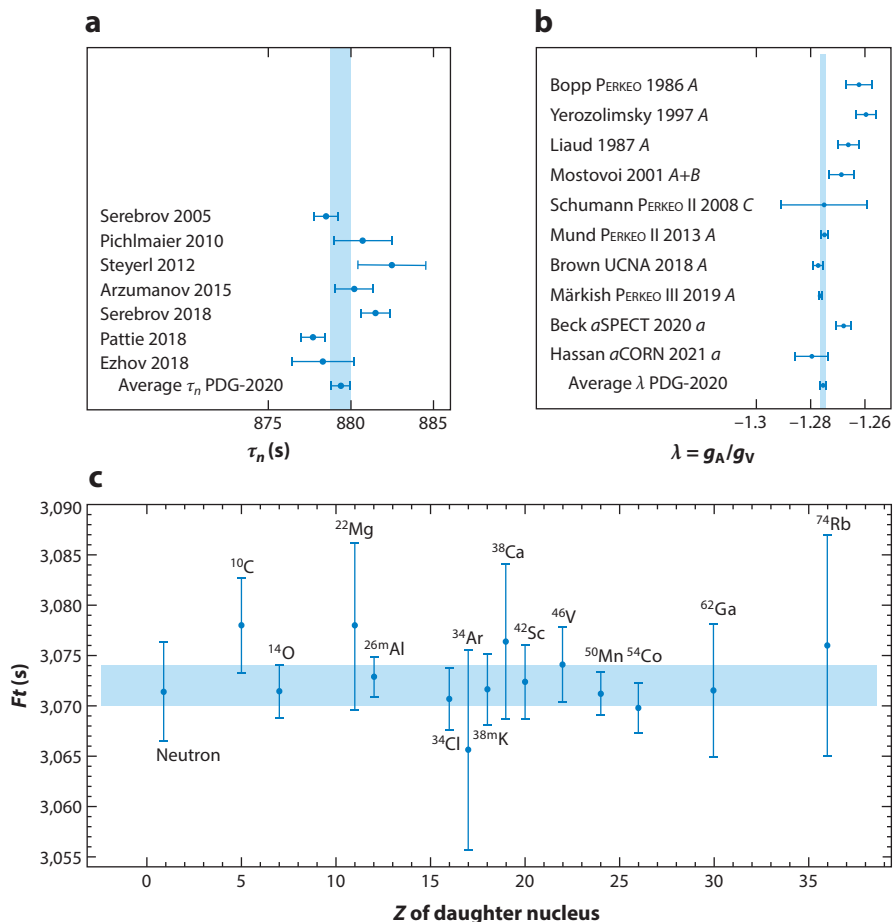 a
Serebrov 2005
Pichlmaier 2010
Steyerl 2012
Arzumanov 2015
Serebrov 2018
Pattie 2018
Ezhov 2018
Average τn PDG-2020
875 880 885
τn (s)
b
Bopp PERKEO 1986 A
Yerozolimsky 1997 A
Liaud 1987 A
Mostovoi 2001 A+B
Schumann PERKEO II 2008 C
Mund PERKEO II 2013 A
Brown UCNA 2018 A
Märkish PERKEO III 2019 A
Beck aSPECT 2020 a
Hassan aCORN 2021 a
Average λ PDG-2020
–1.3 –1.28 –1.26
λ = gA/gV
c
3,090
3,085
3,080
3,075
3,070
3,065
3,060
3,055
Ft (s)
Neutron
10C
14O
22Mg
26mAl
34Cl
34Ar
38mK
38Ca
42Sc
46V
50Mn
54Co
62Ga
74Rb
0 5 10 15 20 25 30 35
Z of daughter nucleus